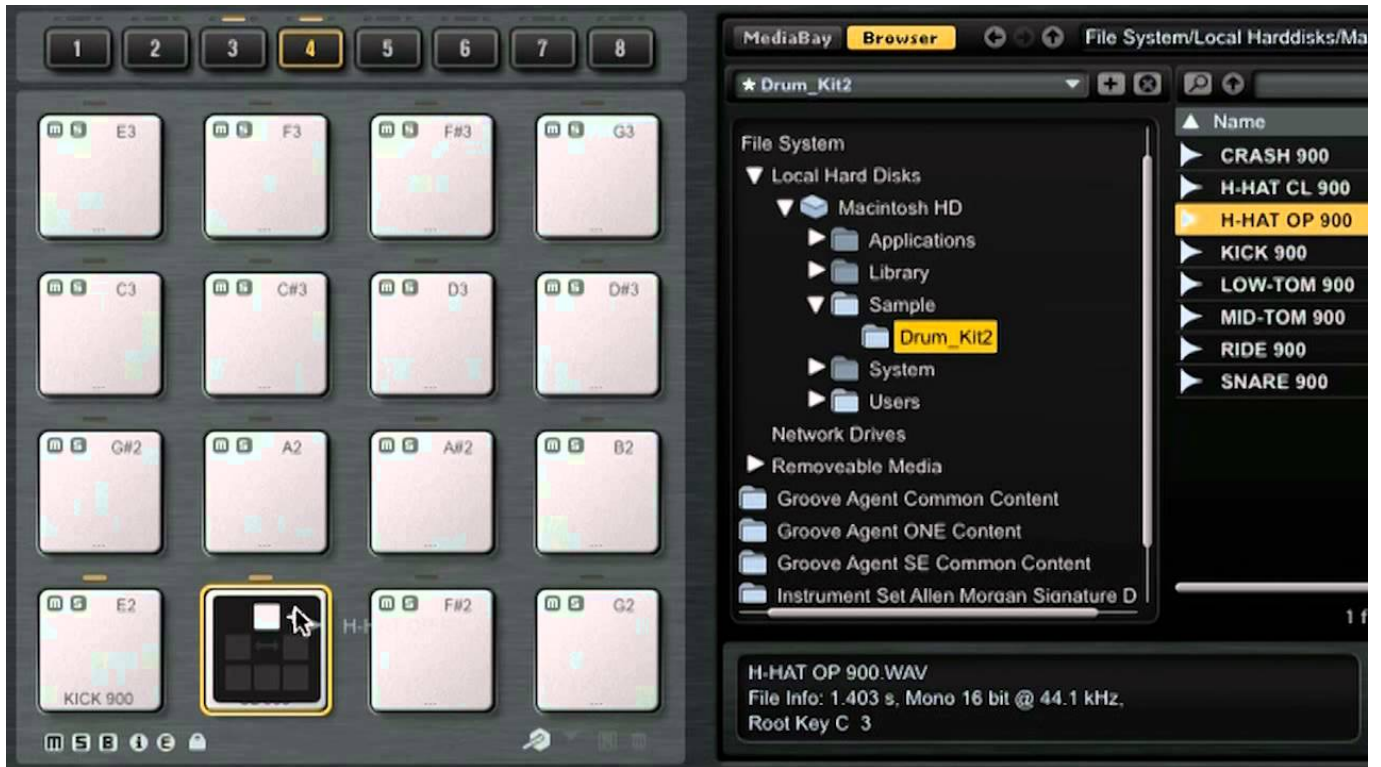 1 2 3 4 5 6 7 8
M S E3 M S F3 M S F#3 M S G3
M S C3 M S C#3 M S D3 M S D#3
M S G#2 M S A2 M S A#2 M S B2
M S E2 M S F#2 M S G2
KICK 900
M S B i E
MediaBay Browser File System/Local Harddisks/Ma
* Drum_Kit2
File System
Local Hard Disks
Macintosh HD
Applications
Library
Sample
Drum_Kit2
System
Users
Network Drives
Removeable Media
Groove Agent Common Content
Groove Agent ONE Content
Groove Agent SE Common Content
Instrument Set Allen Morgan Signature D
Name
CRASH 900
H-HAT CL 900
H-HAT OP 900
KICK 900
LOW-TOM 900
MID-TOM 900
RIDE 900
SNARE 900
1 f
H-HAT OP 900.WAV
File Info: 1.403 s, Mono 16 bit @ 44.1 kHz,
Root Key C 3